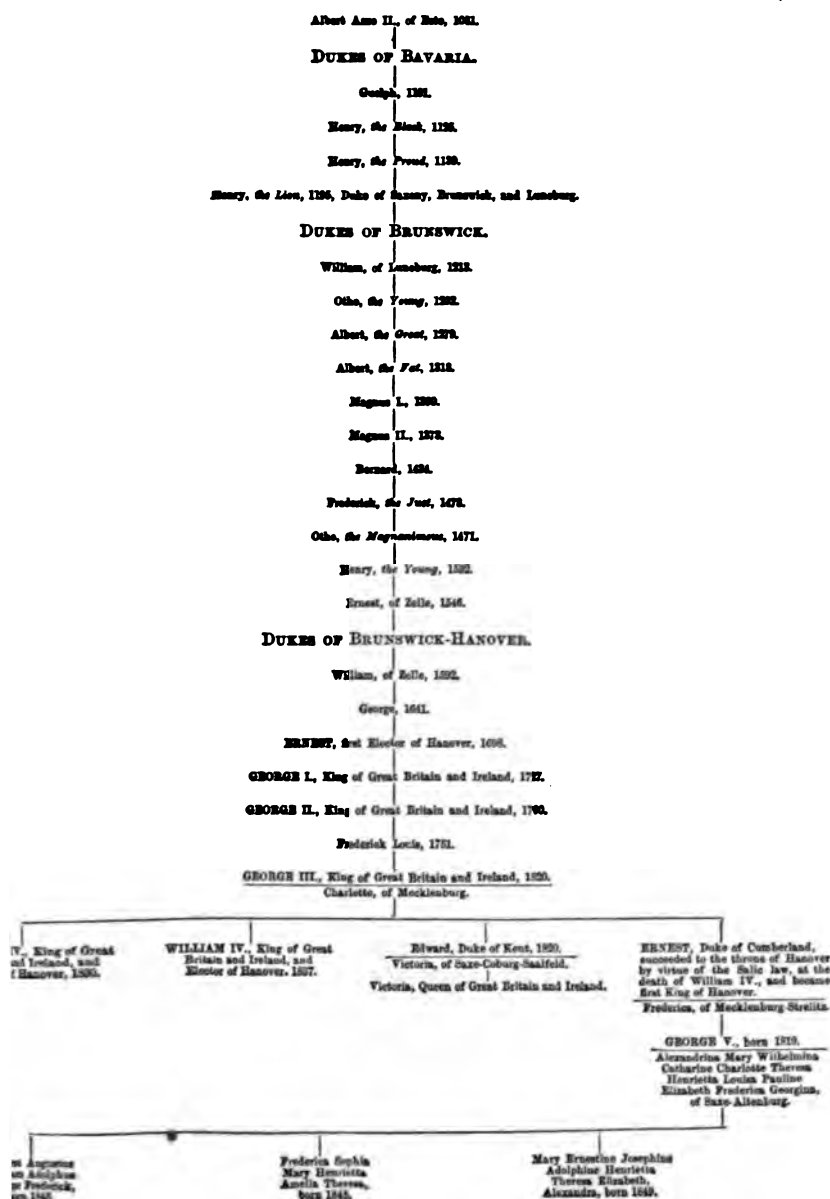 Albert Azzo II., of Este,
DUKES OF BAVARIA.
Guelph, 1101.
Henry, the Black, 1126.
Henry, the Proud, 1139.
Henry, the Lion, 1195, Duke of Saxony, Brunswick, and Luneburg.
DUKES OF BRUNSWICK.
William, of Luneburg, 1213.
Otho, the Young, 1252.
Albert, the Great, 1279.
Albert, the Fat, 1318.
Magnus I.,
Magnus II., 1373.
Bernard, 1434.
Frederick, the Just, 1478.
Otho, the Magnanimous, 1471.
Henry, the Young, 1532.
Ernest, of Zelle, 1546.
DUKES OF BRUNSWICK-HANOVER.
William, of Zelle, 1592.
George, 1641.
ERNEST, first Elector of Hanover, 1698.
GEORGE I., King of Great Britain and Ireland, 1727.
GEORGE II., King of Great Britain and Ireland, 1760.
Frederick Louis, 1751.
GEORGE III., King of Great Britain and Ireland, 1820.
Charlotte, of Mecklenburg.
IV., King of Great
and Ireland, and
Hanover, 1830.
WILLIAM IV., King of Great
Britain and Ireland, and
Elector of Hanover. 1837.
Edward, Duke of Kent, 1820.
Victoria, of Saxe-Coburg-Saalfeld.
Victoria, Queen of Great Britain and Ireland.
ERNEST, Duke of Cumberland,
succeeded to the throne of Hanover
by virtue of the Salic law, at the
death of William IV., and became
first King of Hanover.
Frederica, of Mecklenburg-Strelitz.
GEORGE V., born 1819.
Alexandrina Mary Wilhelmina
Catharine Charlotte Theresa
Henrietta Louisa Pauline
Elizabeth Frederica Georgina,
of Saxe-Altenburg.
Augustus
Adolphus
Frederick,
1845.
Frederica Sophia
Mary Henrietta
Amelia Theresa,
born 1848.
Mary Ernestine Josephine
Adolphine Henrietta
Theresa Elizabeth,
Alexandra, born 1849.